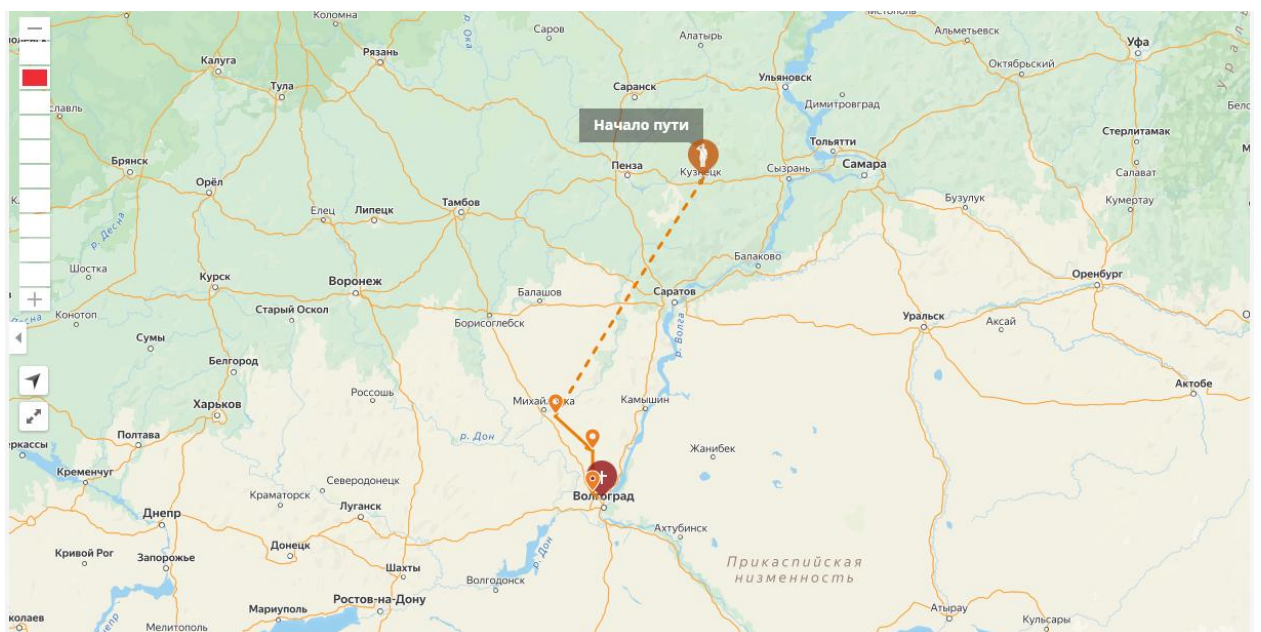 Коломна
Саров
Алатырь
Альметьевск
Уфа
р. Ока
Рязань
Калуга
Октябрьский
Тула
Саранск
Ульяновск
Димитровград
Начало пути
Стерлитамак
Тольятти
Брянск
Пенза
Кузнецк
Сызрань
Самара
Салават
Орёл
Елец
Липецк
Тамбов
Бузулук
Кумертау
р. Десна
Шостка
Курск
Воронеж
Балашов
Саратов
Балаково
Оренбург
Конотоп
Старый Оскол
Борисоглебск
р. Волга
Уральск
Аксай
Сумы
Белгород
Россошь
Актобе
Харьков
Камышин
Полтава
р. Дон
Жанибек
Кременчуг
Северодонецк
Краматорск
Луганск
Волгоград
Днепр
Ахтубинск
Кривой Рог
Запорожье
Донецк
Шахты
р. Дон
Прикаспийская
низменность
Волгодонск
Ростов-на-Дону
Мариуполь
Атырау
Кульсары
Мелитополь